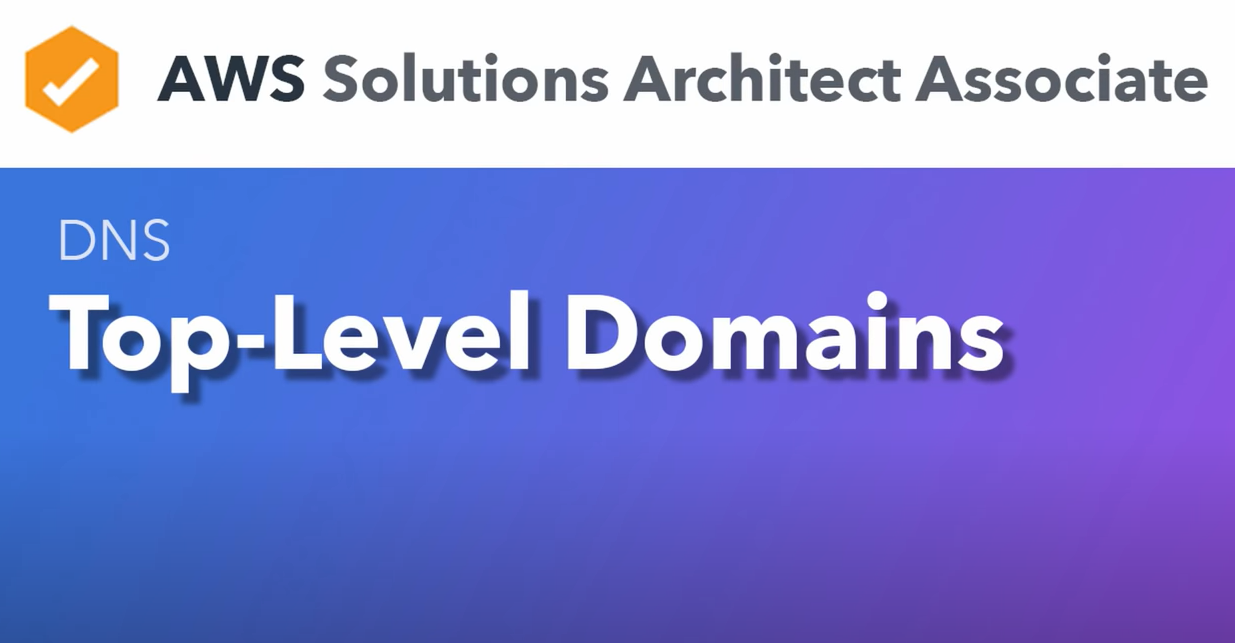 AWS Solutions Architect Associate
DNS
Top-Level Domains